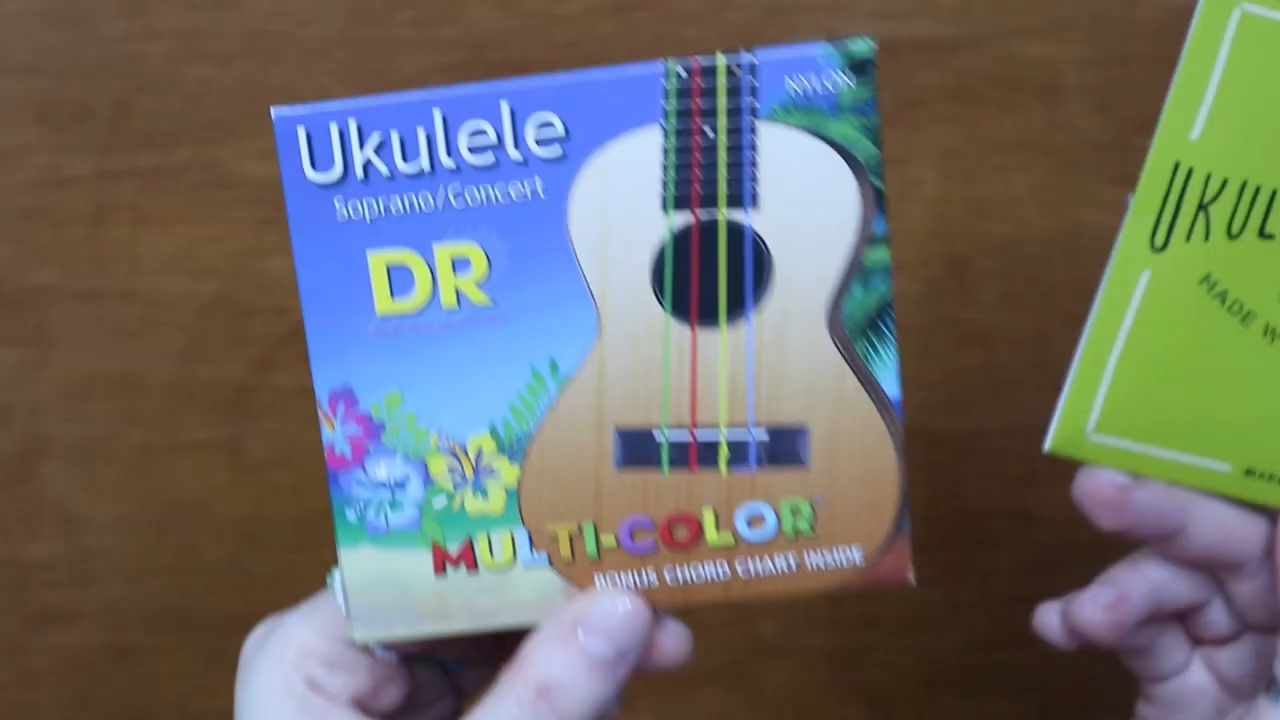 Ukulele
Soprano/Concert
NYLON
DR
MULTI-COLOR
BONUS CHORD CHART INSIDE
UKUL
MADE W